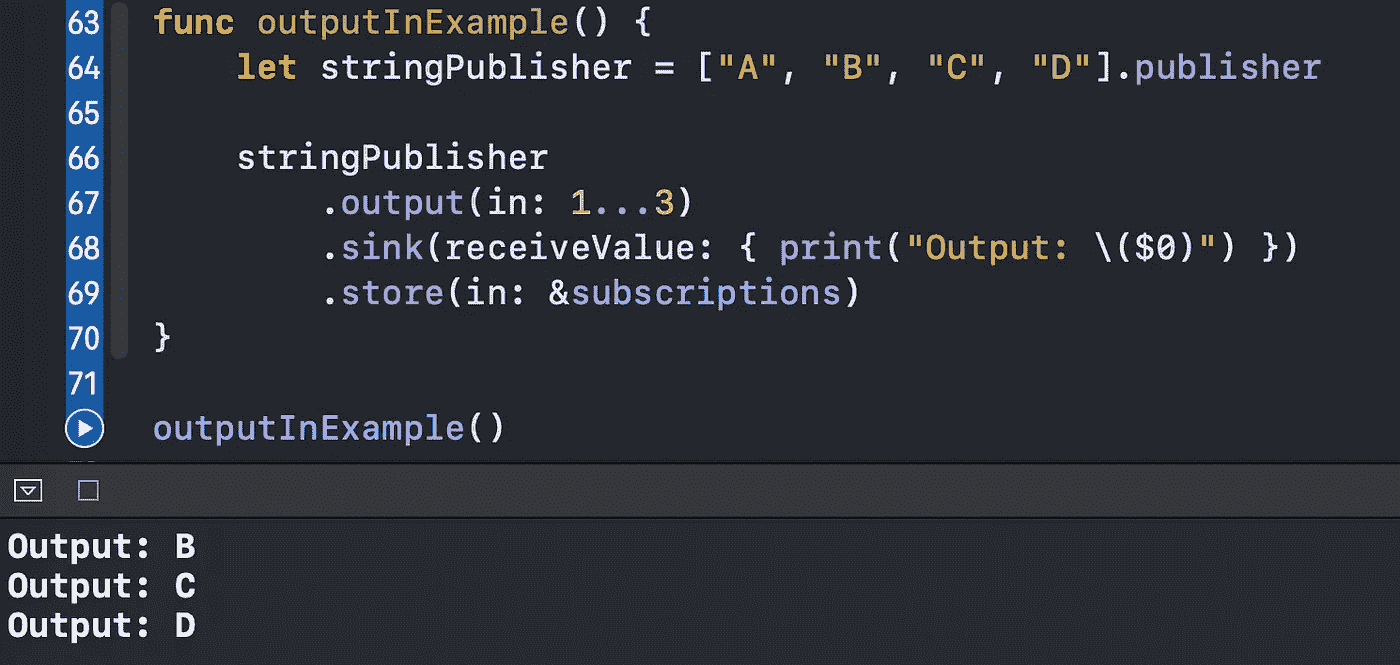 63 func outputInExample() {
64 let stringPublisher = ["A", "B", "C", "D"].publisher
65
66 stringPublisher
67 .output(in: 1...3)
68 .sink(receiveValue: { print("Output: \($0)") })
69 .store(in: &subscriptions)
70 }
71
outputInExample()
Output: B
Output: C
Output: D